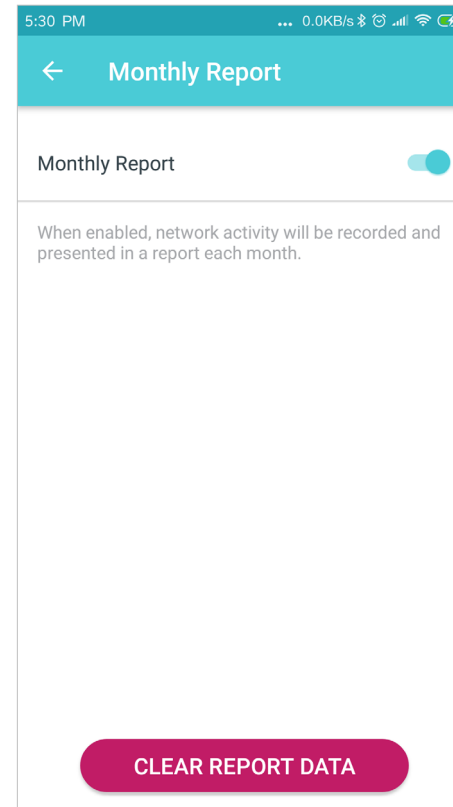 5:30 PM ... 0.0KB/s
Monthly Report
Monthly Report
When enabled, network activity will be recorded and
presented in a report each month.
CLEAR REPORT DATA